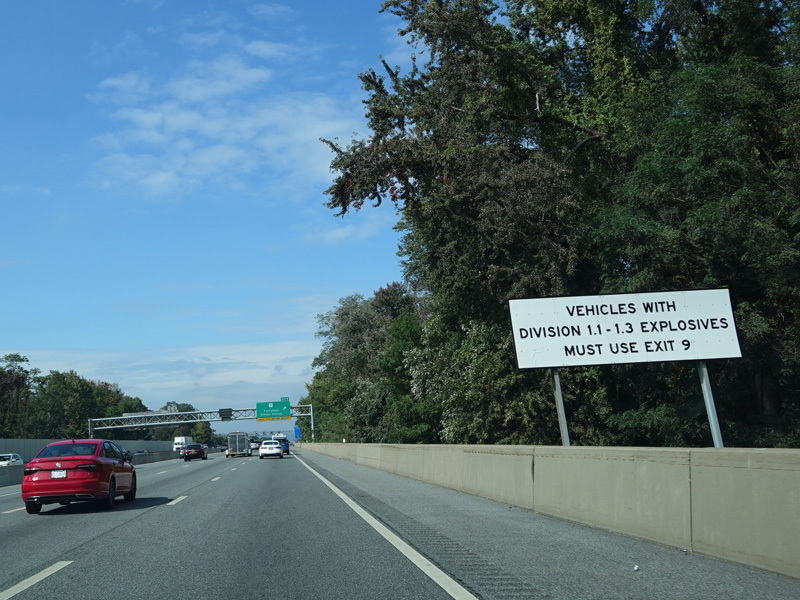 VEHICLES WITH
DIVISION 1.1 - 1.3 EXPLOSIVES
MUST USE EXIT 9